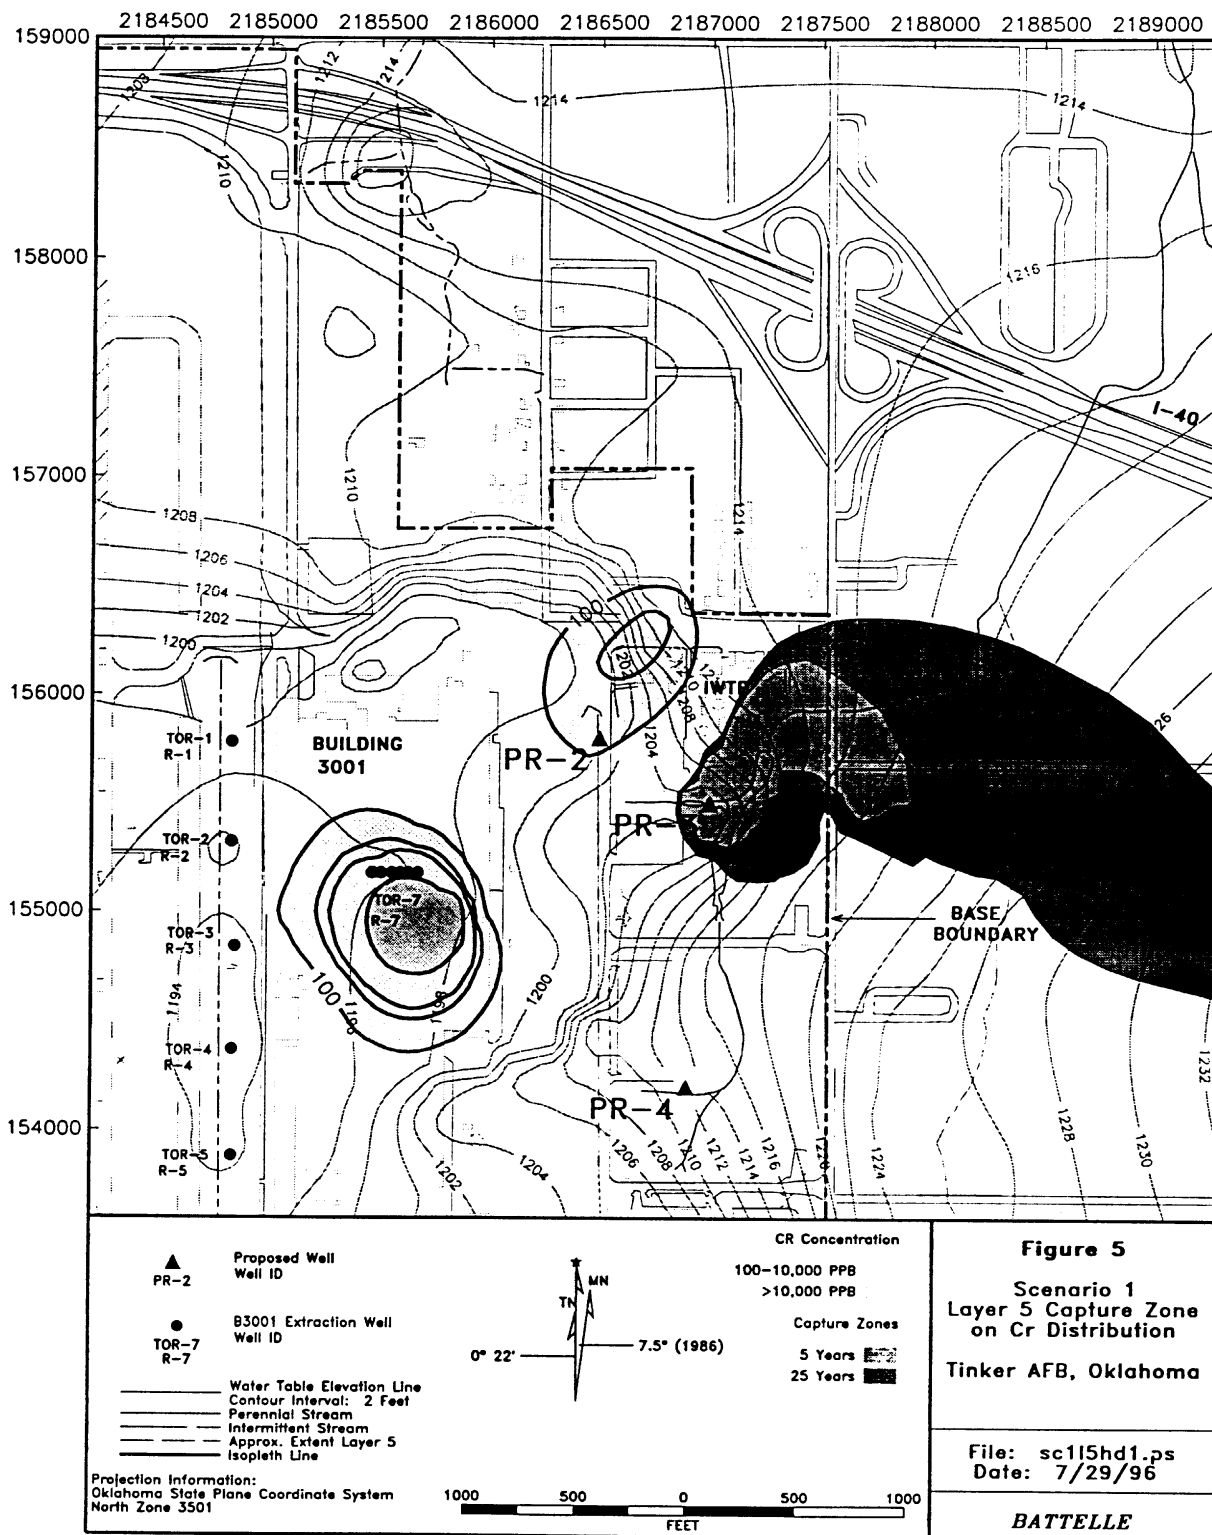 2184500 2185000 2185500 2186000 2186500 2187000 2187500 2188000 2188500 2189000
159000
158000
157000
156000
155000
154000
1208
1212
1214
1214
1214
1210
1216
I-40
1210
1214
1208
1206
1204
1202
1200
100
1202
1210
IWTP
1208
26
1204
TOR-1
R-1
BUILDING
3001
PR-2
PR-3
TOR-2
R-2
TOR-7
R-7
TOR-3
R-3
BASE
BOUNDARY
1194
100
1196
1198
1200
TOR-4
R-4
PR-4
1232
TOR-5
R-5
1202
1204
1206
1208
1210
1212
1214
1216
1220
1224
1228
1230
PR-2
Proposed Well
Well ID
TOR-7
R-7
B3001 Extraction Well
Well ID
Water Table Elevation Line
Contour Interval: 2 Feet
Perennial Stream
Intermittent Stream
Approx. Extent Layer 5
Isopleth Line
Projection Information:
Oklahoma State Plane Coordinate System
North Zone 3501
TN
MN
0° 22'
7.5° (1986)
1000 500 0 500 1000
FEET
CR Concentration
100-10,000 PPB
>10,000 PPB
Capture Zones
5 Years
25 Years
Figure 5
Scenario 1
Layer 5 Capture Zone
on Cr Distribution
Tinker AFB, Oklahoma
File: sc1l5hd1.ps
Date: 7/29/96
BATTELLE